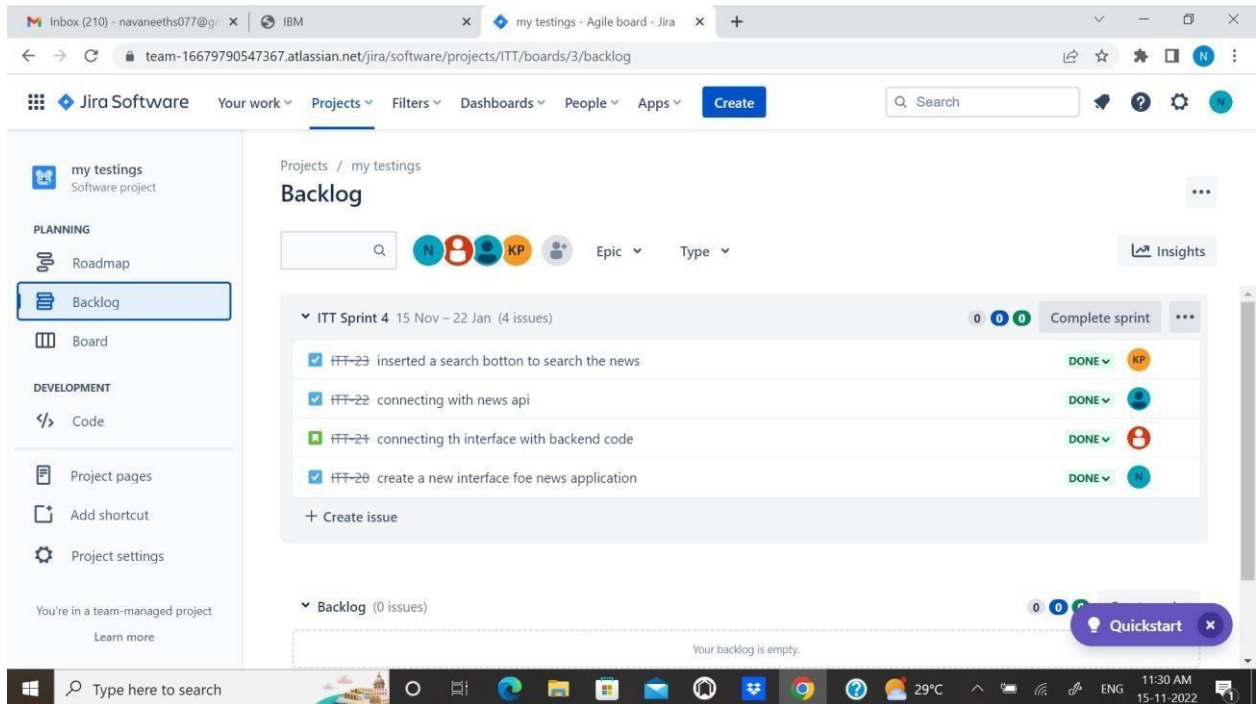 Inbox (210) - navaneeths077@gn
IBM
my testings - Agile board - Jira
team-16679790547367.atlassian.net/jira/software/projects/ITT/boards/3/backlog
N
Jira Software
Your work
Projects
Filters
Dashboards
People
Apps
Create
Search
N
my testings
Software project
PLANNING
Roadmap
Backlog
Board
DEVELOPMENT
Code
Project pages
Add shortcut
Project settings
You're in a team-managed project
Learn more
Projects / my testings
Backlog
N KP
Epic
Type
Insights
ITT Sprint 4 15 Nov – 22 Jan (4 issues) 0 0 0 Complete sprint
ITT-23 inserted a search botton to search the news DONE KP
ITT-22 connecting with news api DONE
ITT-21 connecting th interface with backend code DONE
ITT-20 create a new interface foe news application DONE N
+ Create issue
Backlog (0 issues) 0 0
Your backlog is empty.
Quickstart
Type here to search
29°C
ENG
11:30 AM
15-11-2022
1